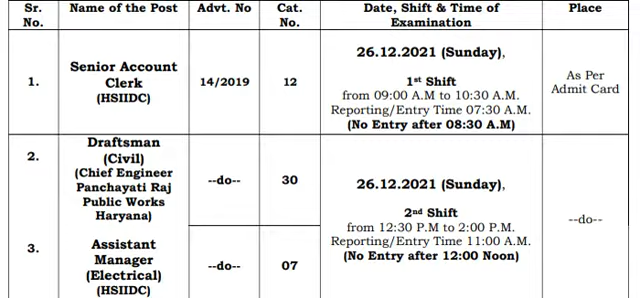 Sr. No.
Name of the Post
Advt. No
Cat. No.
Date, Shift & Time of Examination
Place
1.
Senior Account
Clerk
(HSIIDC)
14/2019
12
26.12.2021 (Sunday),
1st Shift
from 09:00 A.M to 10:30 A.M.
Reporting/Entry Time 07:30 A.M.
(No Entry after 08:30 A.M)
As Per
Admit Card
2.
Draftsman
(Civil)
(Chief Engineer
Panchayati Raj
Public Works
Haryana)
--do--
30
26.12.2021 (Sunday),
2nd Shift
from 12:30 P.M to 2:00 P.M.
Reporting/Entry Time 11:00 A.M.
(No Entry after 12:00 Noon)
--do--
3.
Assistant
Manager
(Electrical)
(HSIIDC)
--do--
07